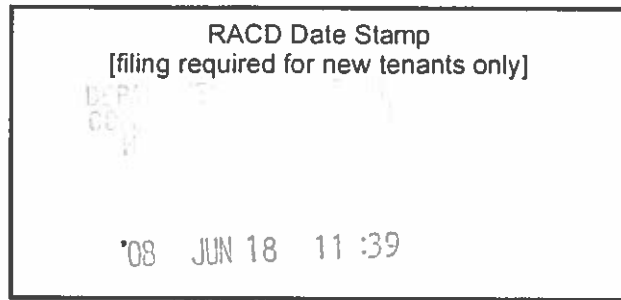 RACD Date Stamp
[filing required for new tenants only]
'08 JUN 18 11 :39